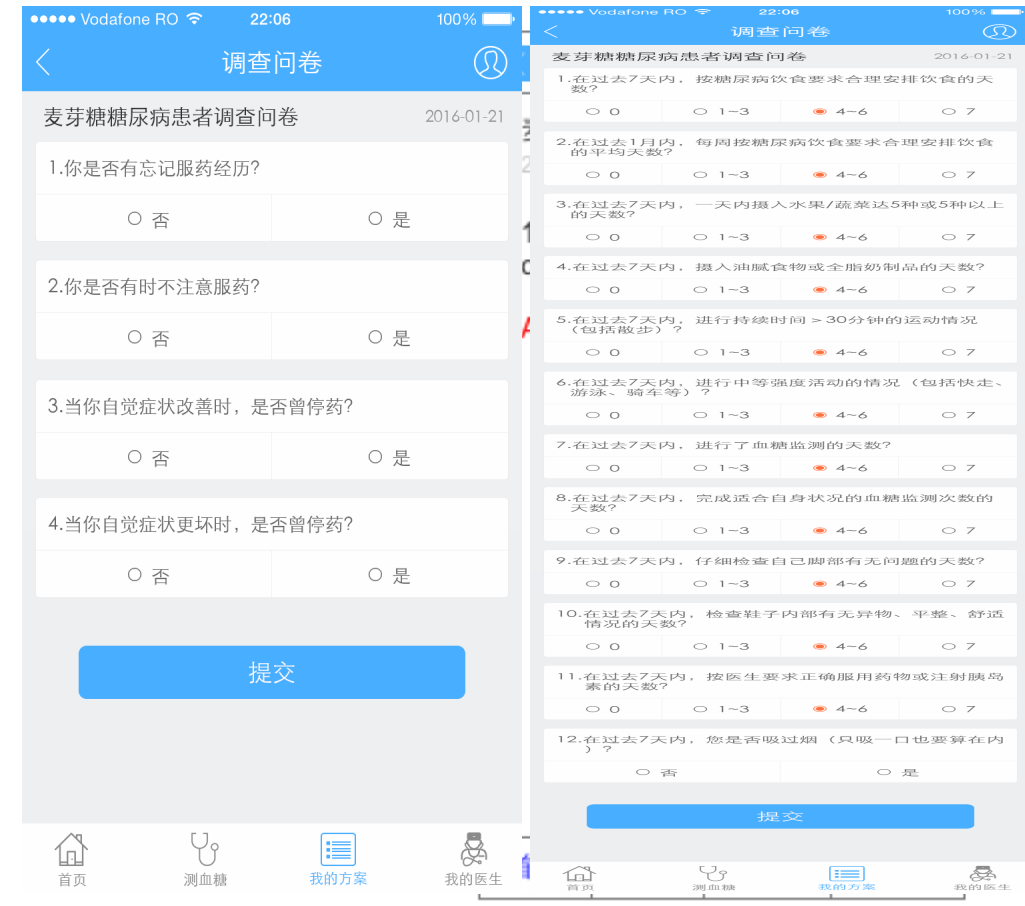 Vodafone RO 22:06 100%
调查问卷
麦芽糖糖尿病患者调查问卷 2016-01-21
1.你是否有忘记服药经历?
否 是
2.你是否有时不注意服药?
否 是
3.当你自觉症状改善时，是否曾停药?
否 是
4.当你自觉症状更坏时，是否曾停药?
否 是
提交
首页 测血糖 我的方案 我的医生
Vodafone RO 22:06 100%
调查问卷
麦芽糖糖尿病患者调查问卷 2016-01-21
1.在过去7天内，按糖尿病饮食要求合理安排饮食的天
数?
0 1~3 4~6 7
2.在过去1月内，每周按糖尿病饮食要求合理安排饮食
的平均天数?
0 1~3 4~6 7
3.在过去7天内，一天内摄入水果/蔬菜达5种或5种以上
的天数?
0 1~3 4~6 7
4.在过去7天内，摄入油腻食物或全脂奶制品的天数?
0 1~3 4~6 7
5.在过去7天内，进行持续时间＞30分钟的运动情况
（包括散步）?
0 1~3 4~6 7
6.在过去7天内，进行中等强度活动的情况（包括快走、
游泳、骑车等）?
0 1~3 4~6 7
7.在过去7天内，进行了血糖监测的天数?
0 1~3 4~6 7
8.在过去7天内，完成适合自身状况的血糖监测次数的
天数?
0 1~3 4~6 7
9.在过去7天内，仔细检查自己脚部有无问题的天数?
0 1~3 4~6 7
10.在过去7天内，检查鞋子内部有无异物、平整、舒适
情况的天数?
0 1~3 4~6 7
11.在过去7天内，按医生要求正确服用药物或注射胰岛
素的天数?
0 1~3 4~6 7
12.在过去7天内，您是否吸过烟（只吸一口也要算在内
）?
否 是
提交
首页 测血糖 我的方案 我的医生